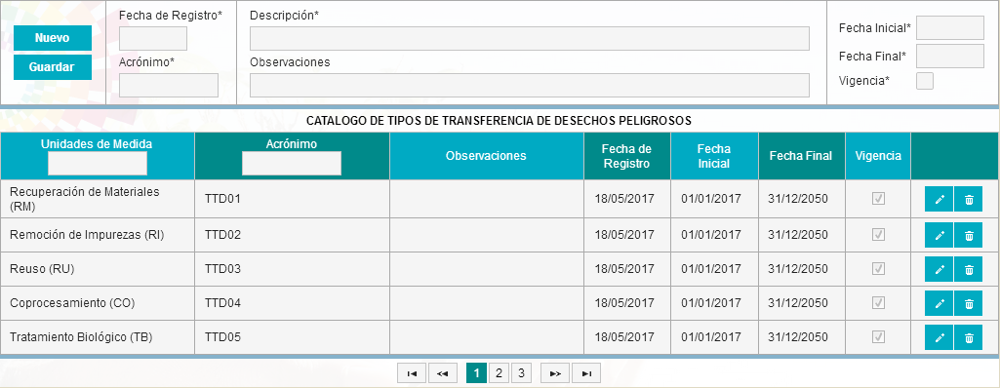 Nuevo
Guardar
Fecha de Registro*
Acrónimo*
Descripción*
Observaciones
Fecha Inicial*
Fecha Final*
Vigencia*
CATALOGO DE TIPOS DE TRANSFERENCIA DE DESECHOS PELIGROSOS
Unidades de Medida Acrónimo Observaciones Fecha de Registro Fecha Inicial Fecha Final Vigencia
Recuperación de Materiales (RM) TTD01 18/05/2017 01/01/2017 31/12/2050
Remoción de Impurezas (RI) TTD02 18/05/2017 01/01/2017 31/12/2050
Reuso (RU) TTD03 18/05/2017 01/01/2017 31/12/2050
Coprocesamiento (CO) TTD04 18/05/2017 01/01/2017 31/12/2050
Tratamiento Biológico (TB) TTD05 18/05/2017 01/01/2017 31/12/2050
1 2 3